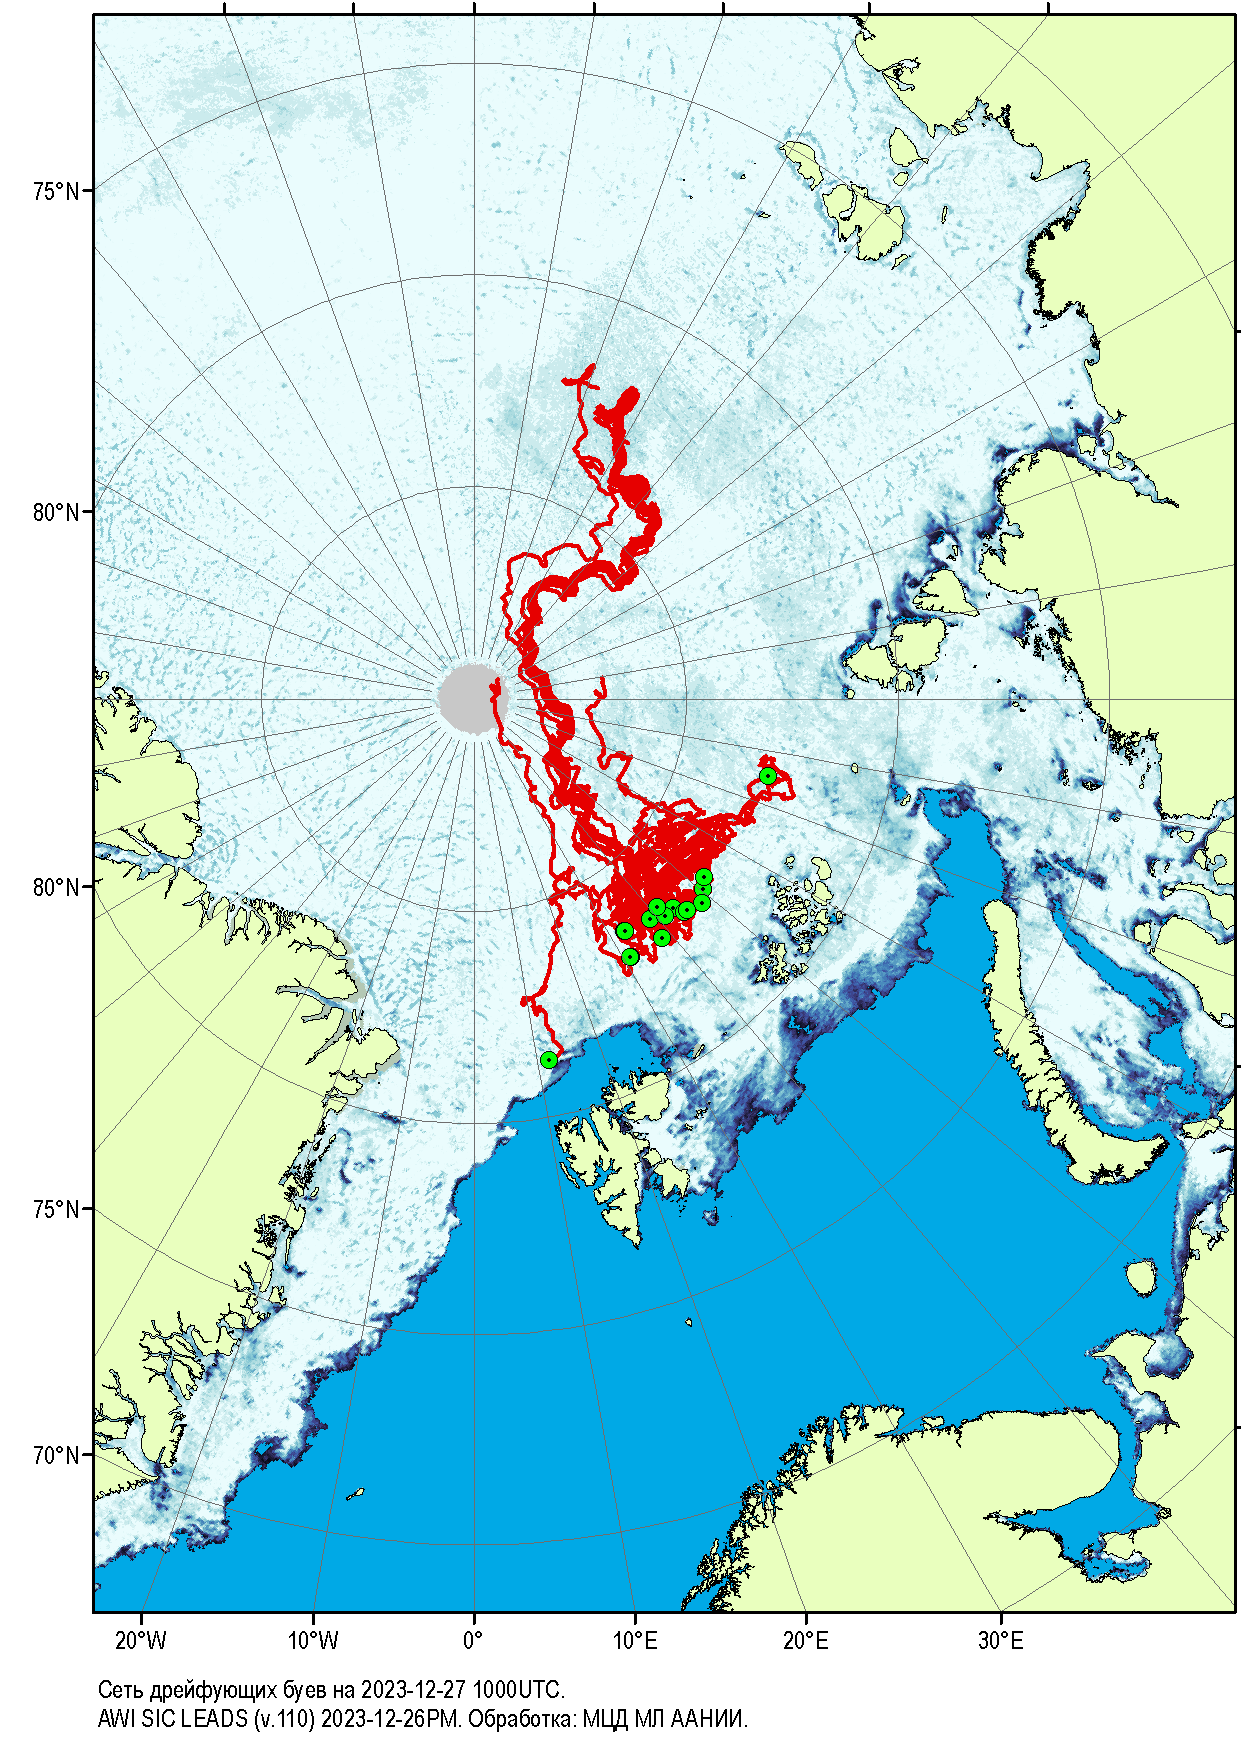 75°N
80°N
80°N
75°N
70°N
20°W 10°W 0° 10°E 20°E 30°E
Сеть дрейфующих буев на 2023-12-27 1000UTC.
AWI SIC LEADS (v.110) 2023-12-26PM. Обработка: МЦД МЛ ААНИИ.